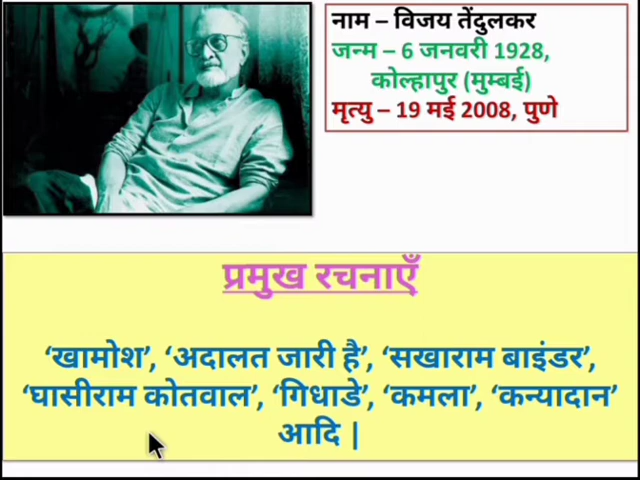 नाम – विजय तेंदुलकर
जन्म – 6 जनवरी 1928,
कोल्हापुर (मुम्बई)
मृत्यु – 19 मई 2008, पुणे
प्रमुख रचनाएँ
‘खामोश’, ‘अदालत जारी है’, ‘सखाराम बाइंडर’,
‘घासीराम कोतवाल’, ‘गिधाडे’, ‘कमला’, ‘कन्यादान’
आदि |